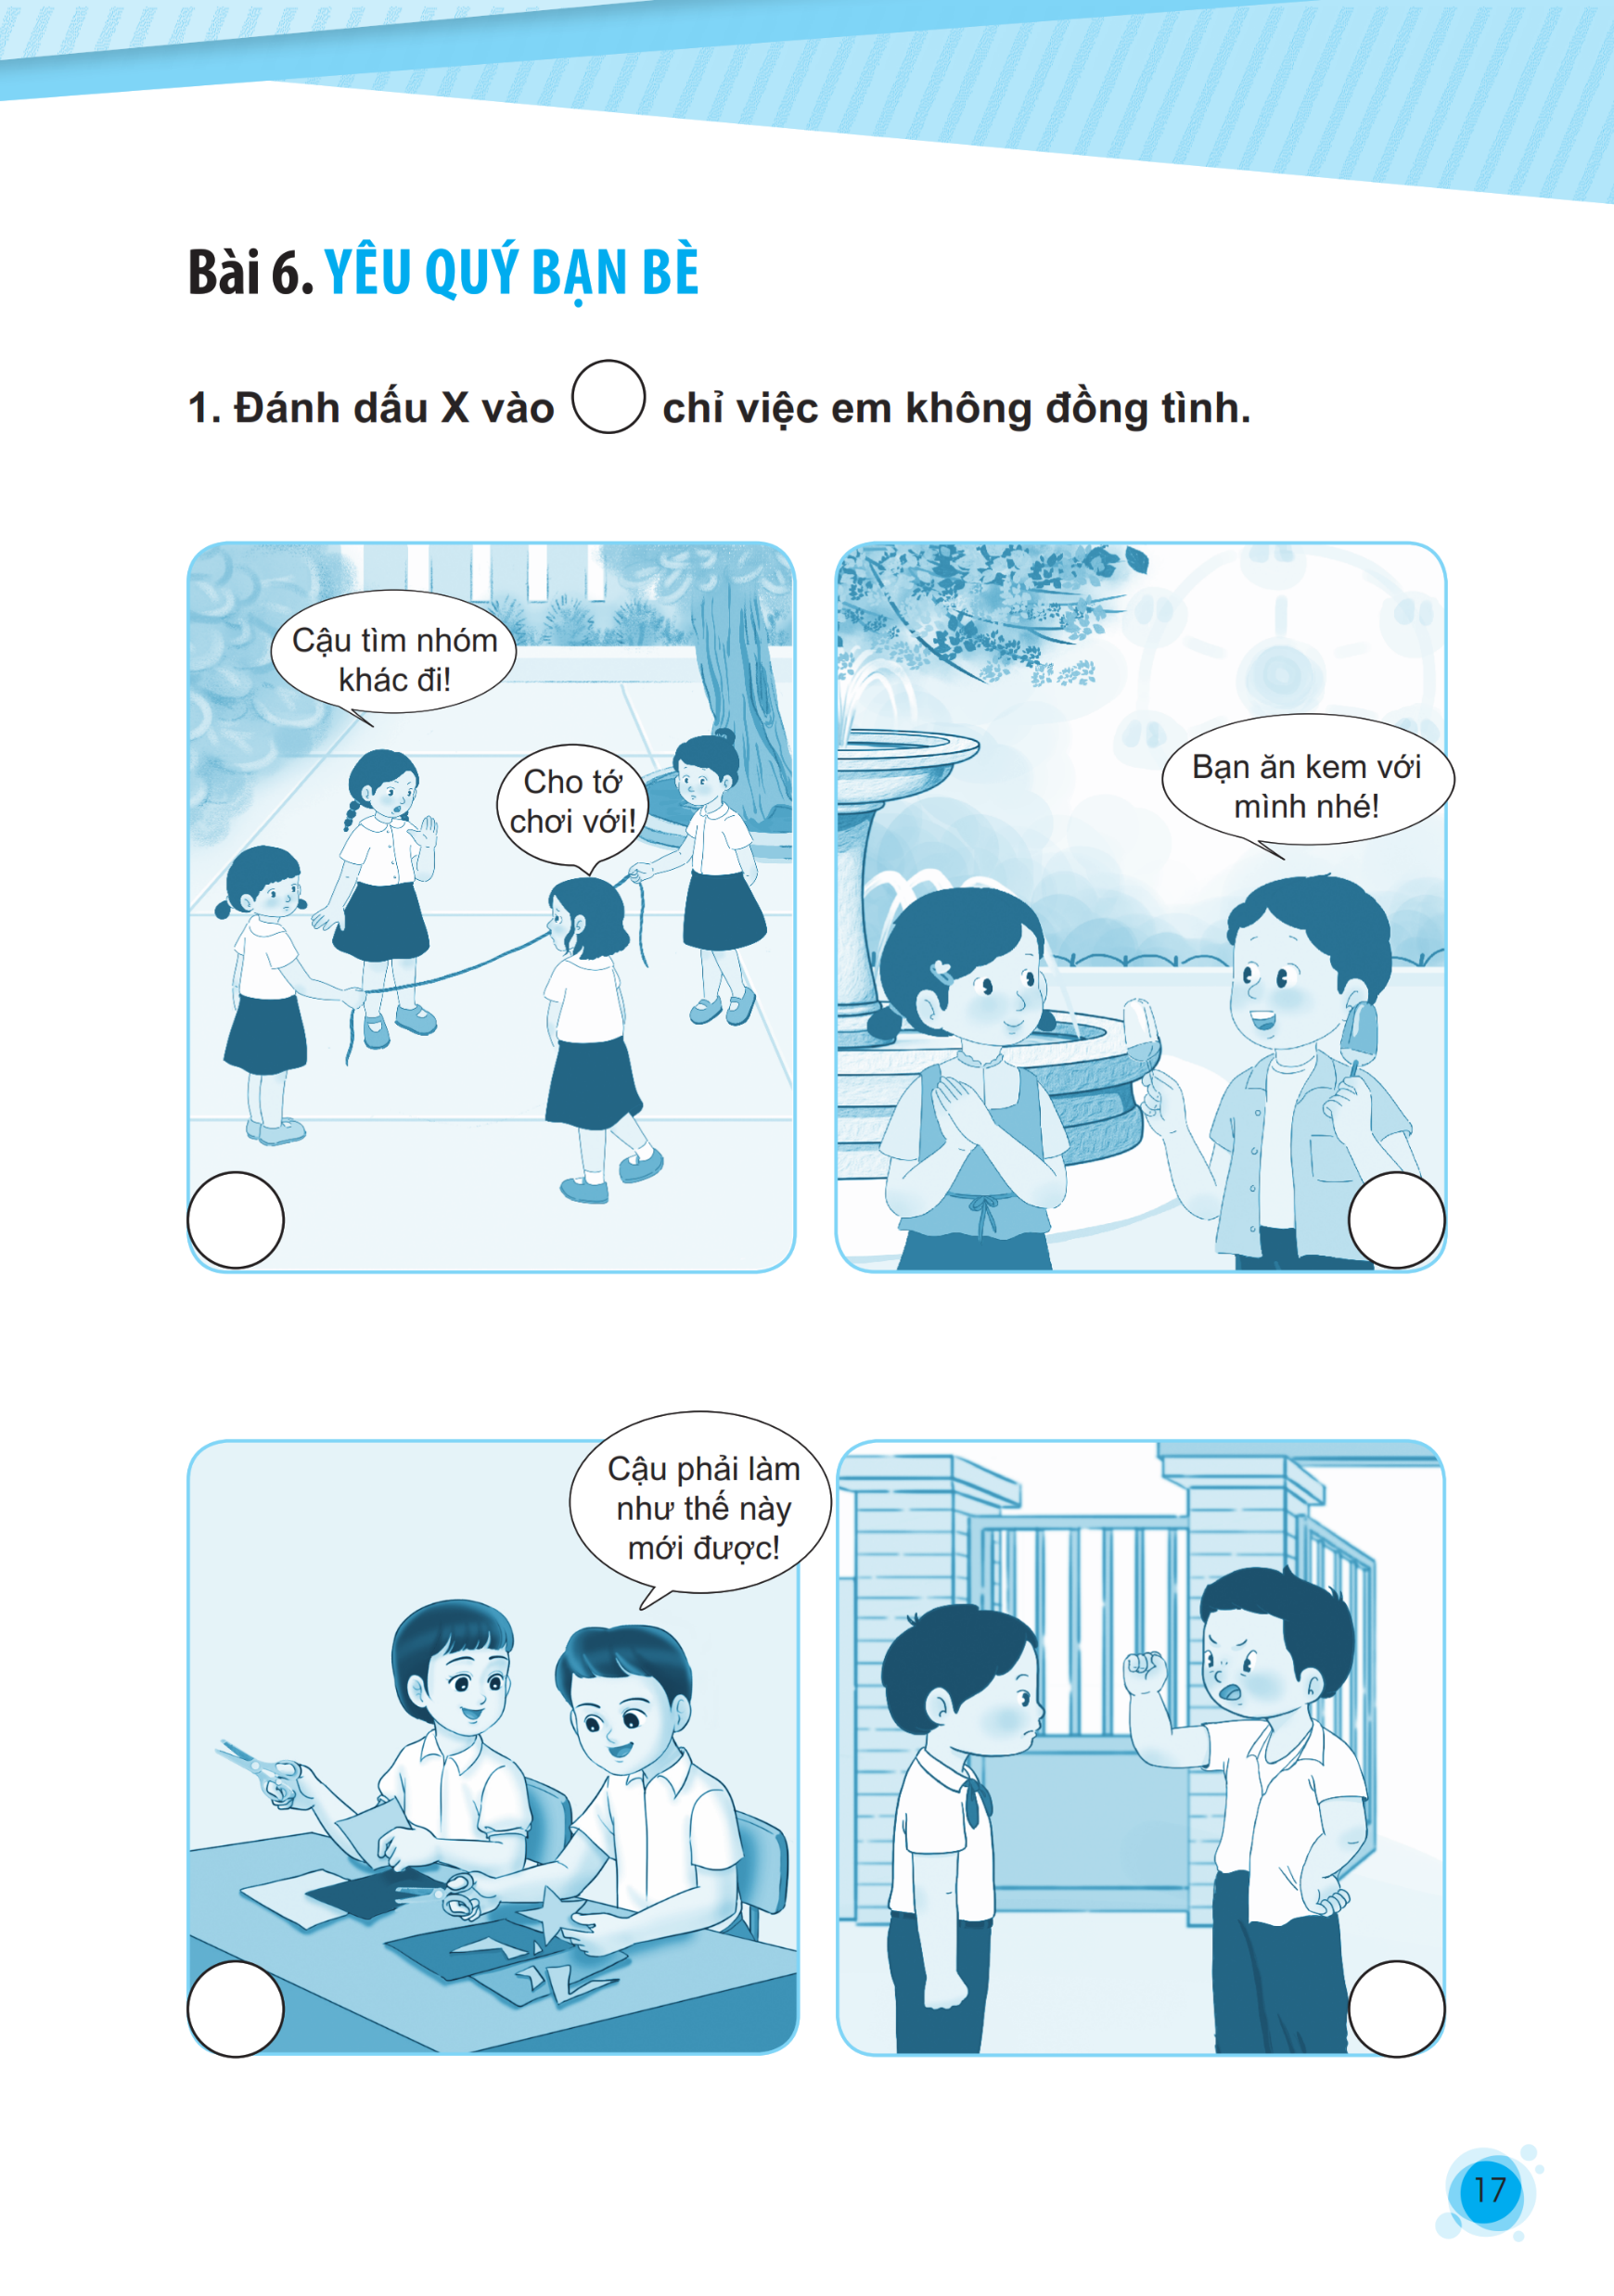 Bài 6. YÊU QUÝ BẠN BÈ
1. Đánh dấu X vào chỉ việc em không đồng tình.
Cậu tìm nhóm
khác đi!
Cho tớ
chơi với!
Bạn ăn kem với
mình nhé!
Cậu phải làm
như thế này
mới được!
17